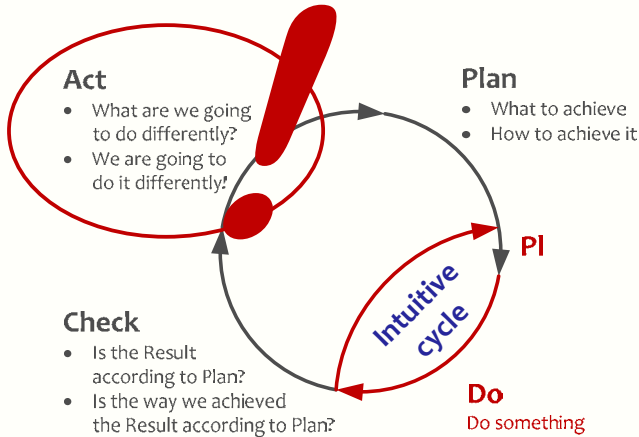 Act
• What are we going
to do differently?
• We are going to
do it differently!
Plan
• What to achieve
• How to achieve it
Pl
Intuitive
cycle
Check
• Is the Result
according to Plan?
• Is the way we achieved
the Result according to Plan?
Do
Do something